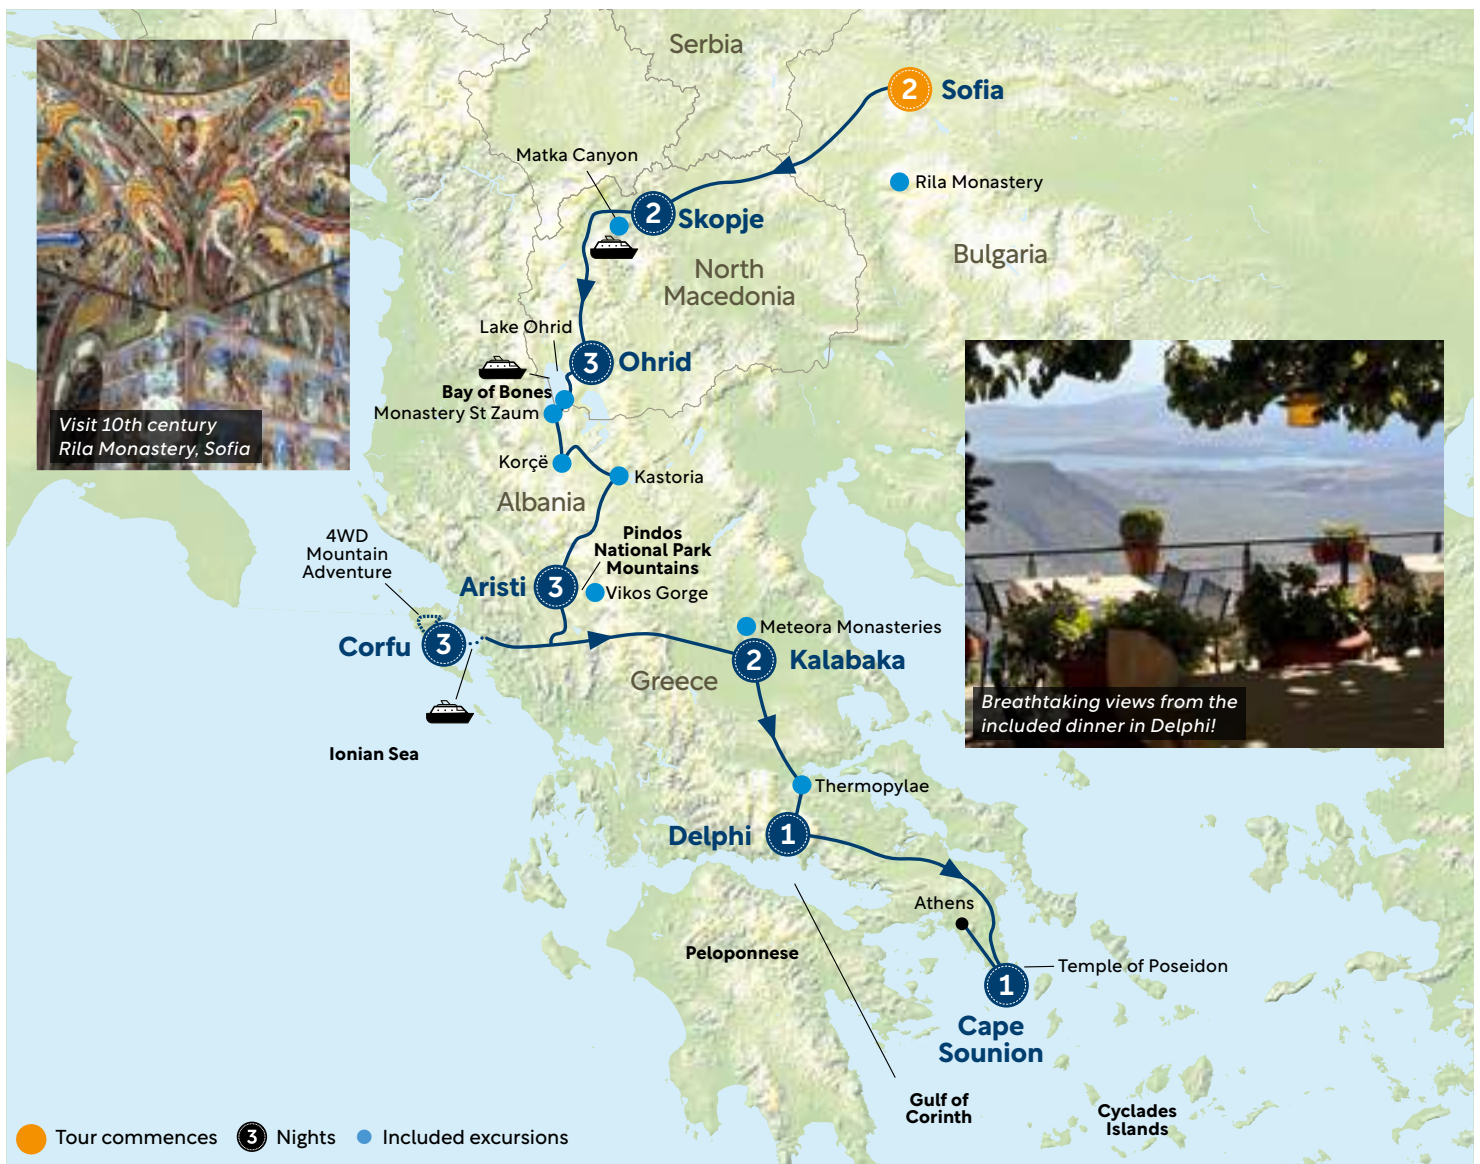 Serbia
2
Sofia
Matka Canyon
Rila Monastery
2
Skopje
Bulgaria
North
Macedonia
Lake Ohrid
3
Ohrid
Bay of Bones
Monastery St Zaum
Visit 10th century
Rila Monastery, Sofia
Korçë
Kastoria
Albania
4WD
Mountain
Adventure
Pindos
National Park
Mountains
Aristi
3
Vikos Gorge
Corfu
3
Meteora Monasteries
2
Kalabaka
Greece
Breathtaking views from the
included dinner in Delphi!
Ionian Sea
Thermopylae
Delphi
1
Athens
Peloponnese
Temple of Poseidon
1
Cape
Sounion
Gulf of
Corinth
Cyclades
Islands
Tour commences
3
Nights
Included excursions